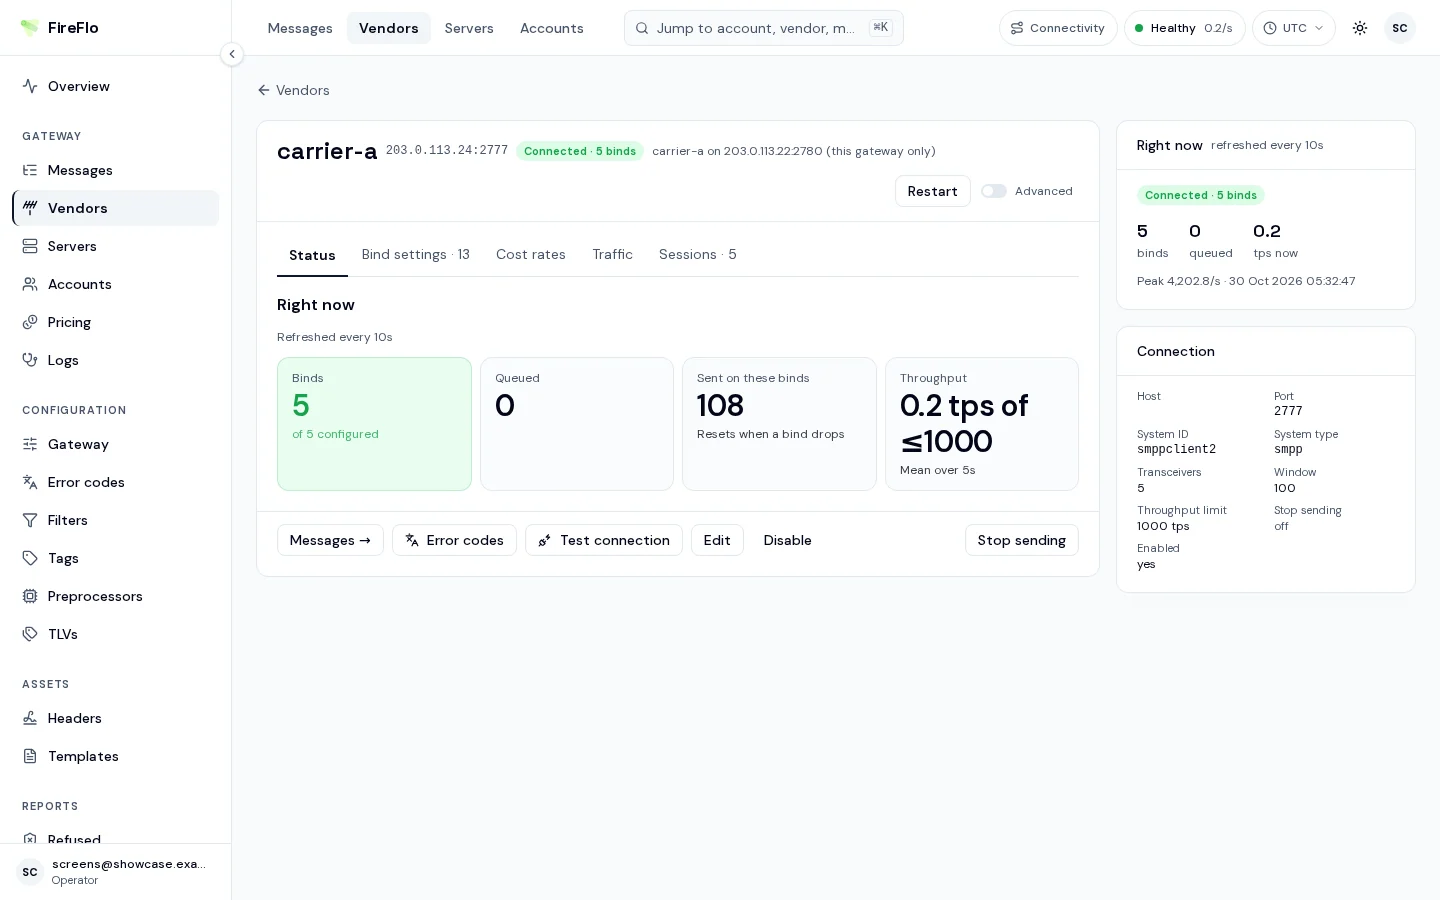 FireFlo
Messages
Vendors
Servers
Accounts
Jump to account, vendor, m...
⌘K
Connectivity
Healthy 0.2/s
UTC
SC
Overview
GATEWAY
Messages
Vendors
Servers
Accounts
Pricing
Logs
CONFIGURATION
Gateway
Error codes
Filters
Tags
Preprocessors
TLVs
ASSETS
Headers
Templates
REPORTS
Refused
SC
screens@showcase.exa...
Operator
Vendors
carrier-a 203.0.113.24:2777 Connected · 5 binds carrier-a on 203.0.113.22:2780 (this gateway only)
Restart
Advanced
Status
Bind settings · 13
Cost rates
Traffic
Sessions · 5
Right now
Refreshed every 10s
Binds
5
of 5 configured
Queued
0
Sent on these binds
108
Resets when a bind drops
Throughput
0.2 tps of
≤1000
Mean over 5s
Messages →
Error codes
Test connection
Edit
Disable
Stop sending
Right now refreshed every 10s
Connected · 5 binds
5 0 0.2
binds queued tps now
Peak 4,202.8/s · 30 Oct 2026 05:32:47
Connection
Host
Port
2777
System ID
smppclient2
System type
smpp
Transceivers
5
Window
100
Throughput limit
1000 tps
Stop sending
off
Enabled
yes